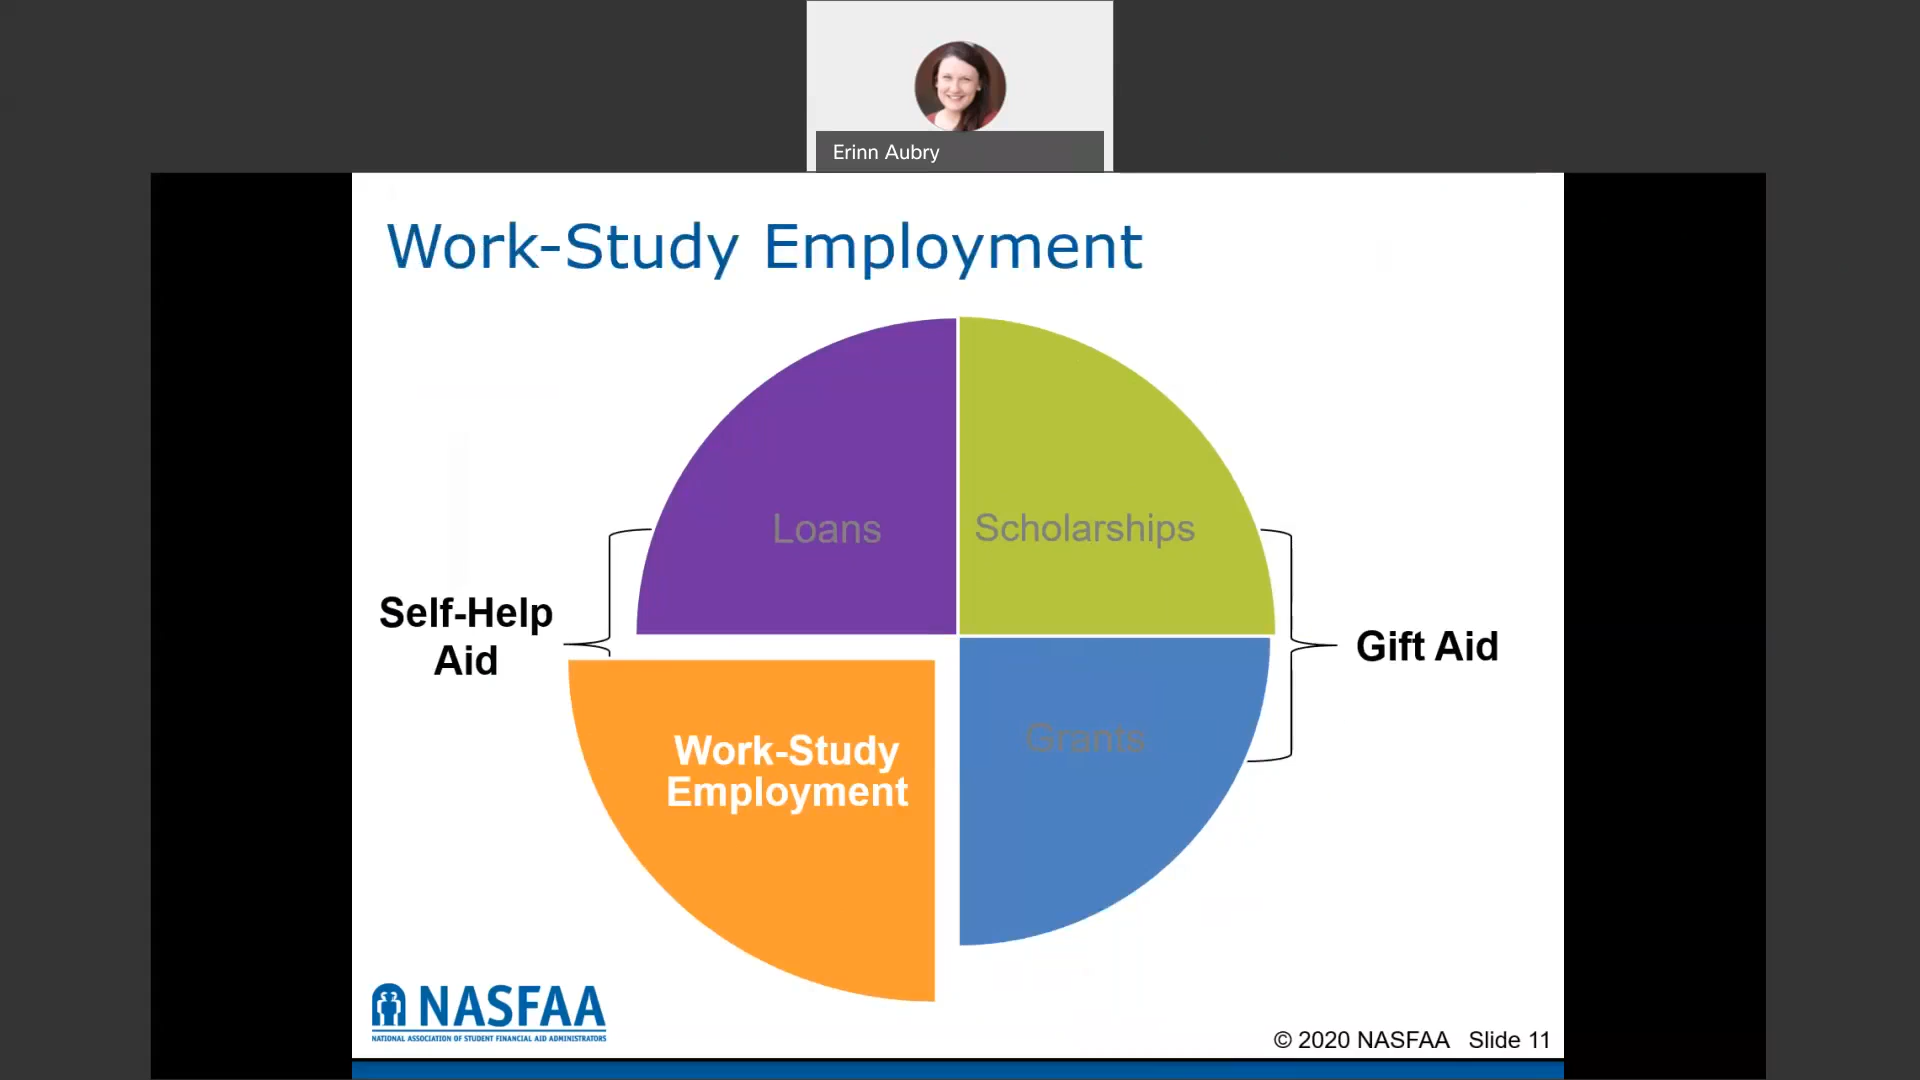 Erinn Aubry
Work-Study Employment
Loans
Scholarships
Self-Help
Aid
Gift Aid
Work-Study
Employment
Grants
NASFAA
NATIONAL ASSOCIATION OF STUDENT FINANCIAL AID ADMINISTRATORS
© 2020 NASFAA Slide 11